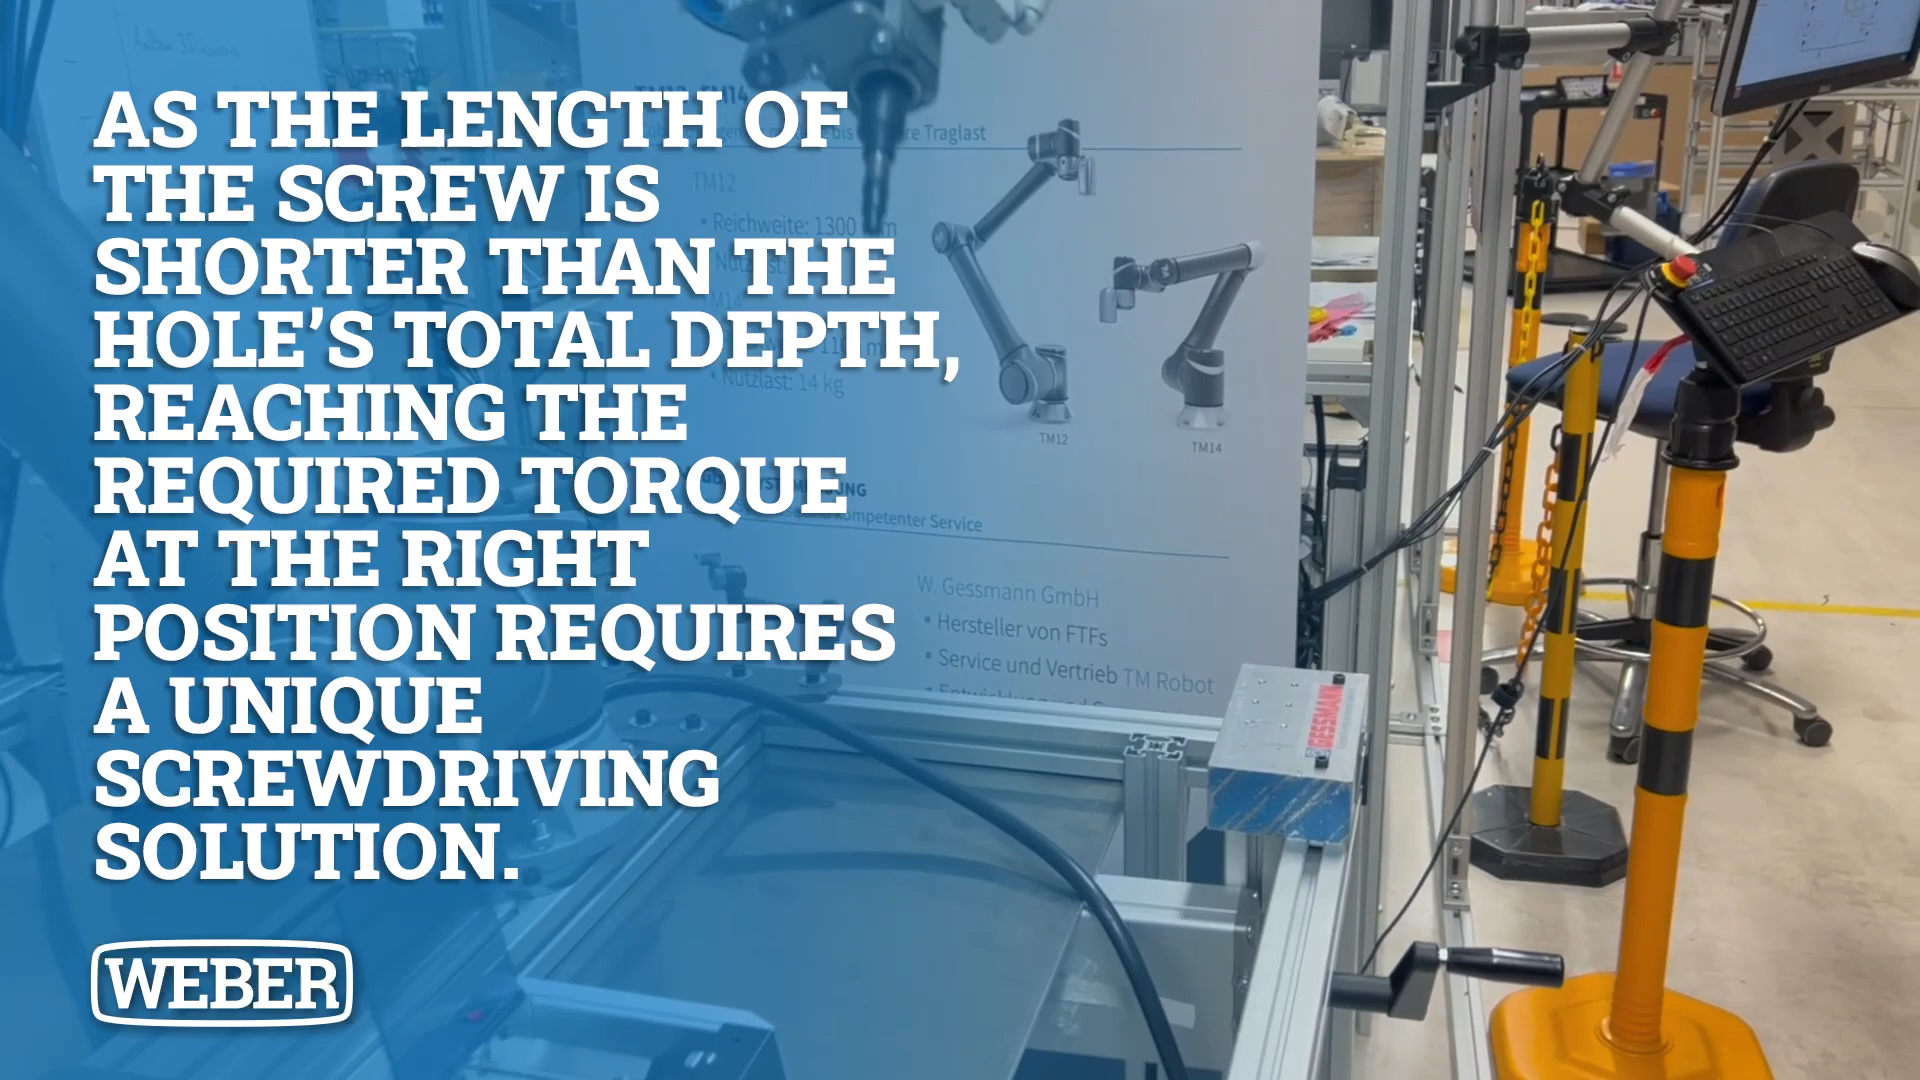 AS THE LENGTH OF
THE SCREW IS
SHORTER THAN THE
HOLE’S TOTAL DEPTH,
REACHING THE
REQUIRED TORQUE
AT THE RIGHT
POSITION REQUIRES
A UNIQUE
SCREWDRIVING
SOLUTION.
WEBER
Traglast
TM12
• Reichweite: 1300
• Nutzlast: 14 kg
TM12
TM14
kompetenter Service
W. Gessmann GmbH
• Hersteller von FTFs
• Service und Vertrieb TM Robot
GESSMANN